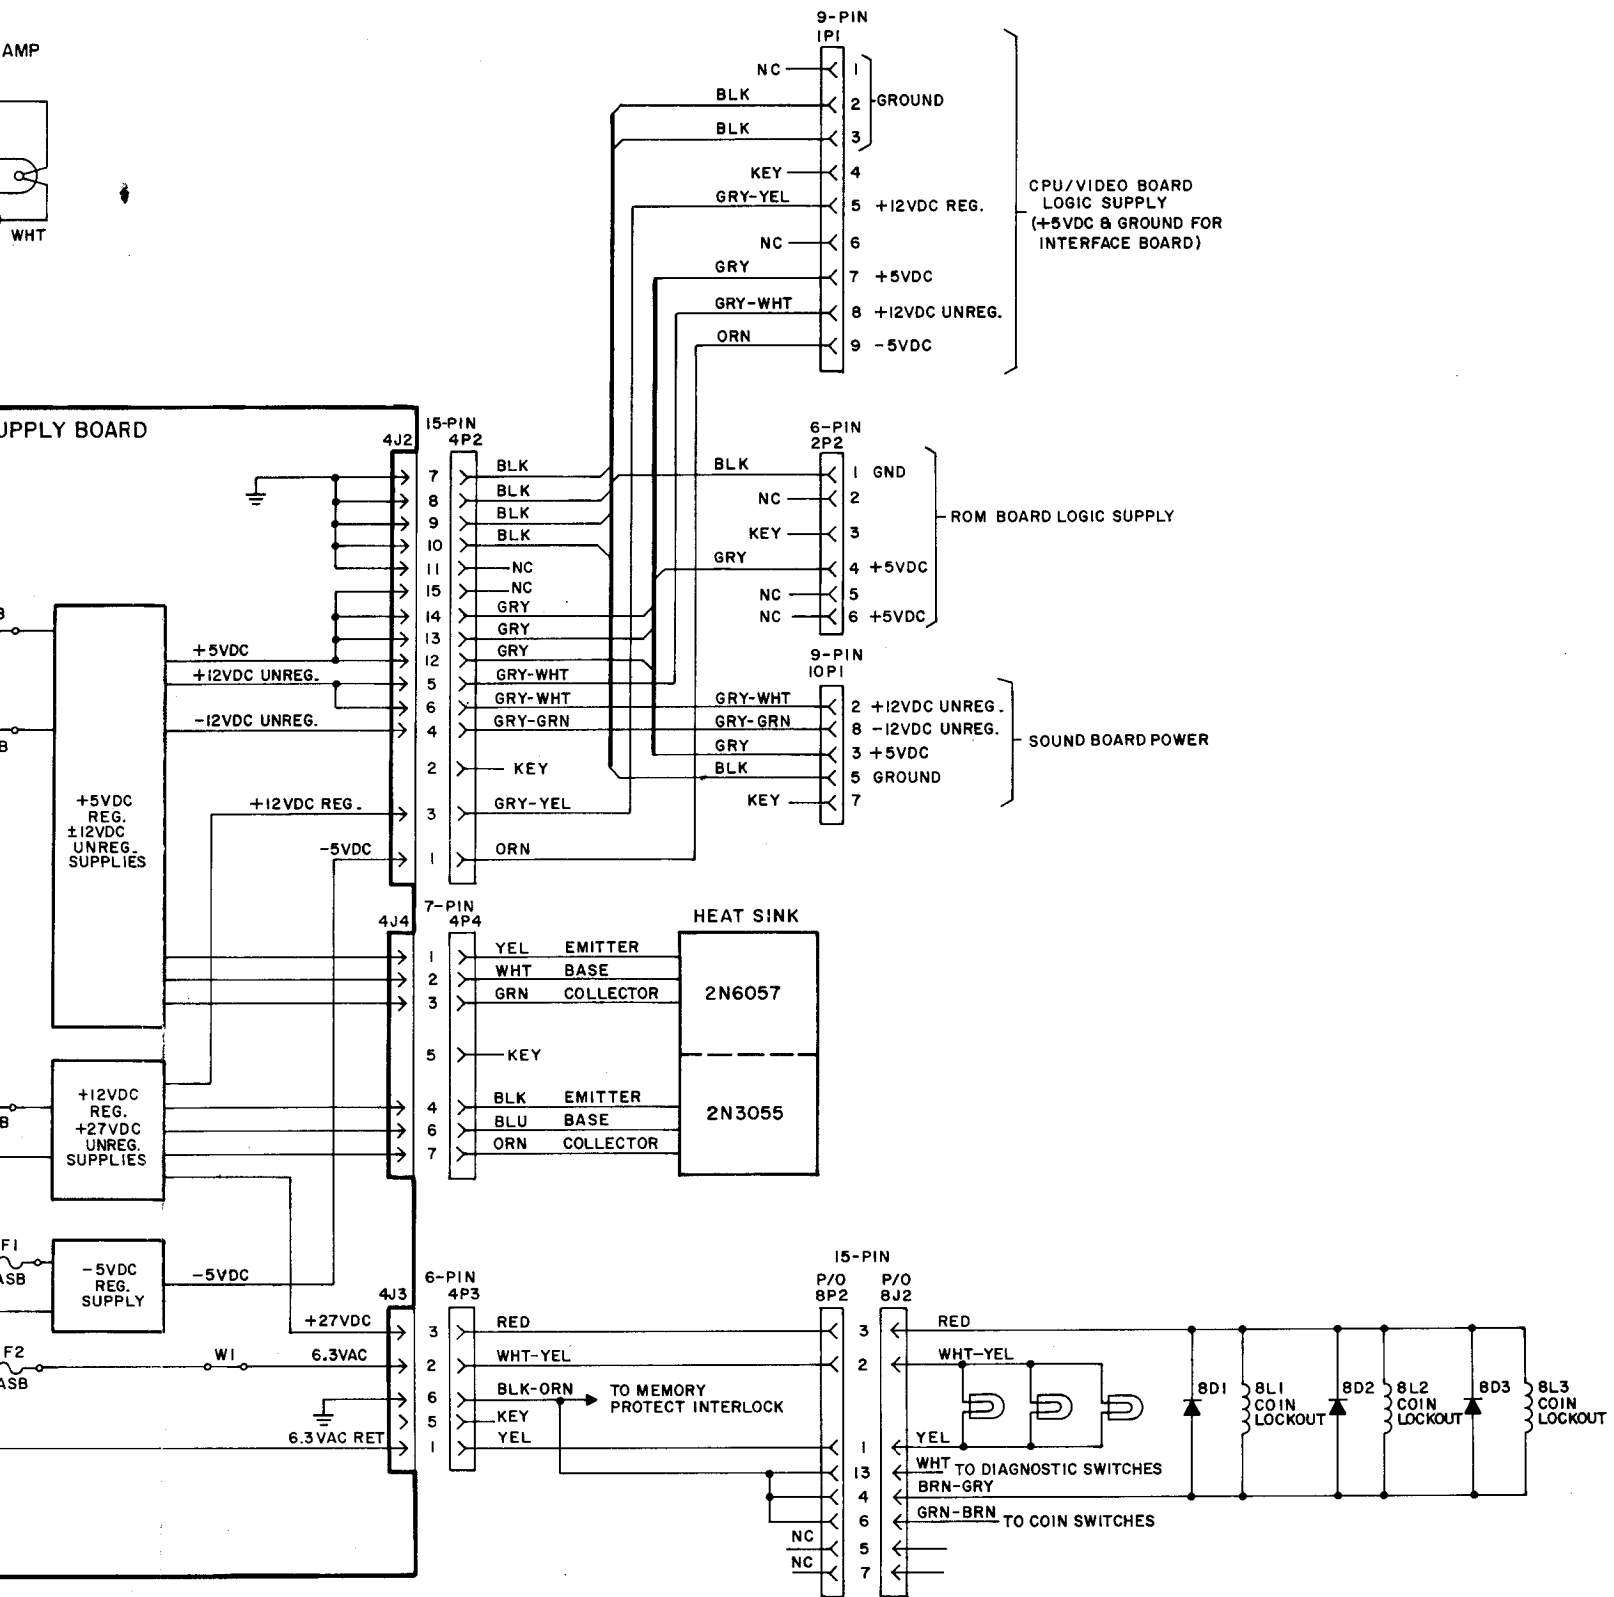 AMP
WHT
9-PIN
1P1
NC 1
BLK 2 GROUND
BLK 3
KEY 4
GRY-YEL 5 +12VDC REG.
NC 6
GRY 7 +5VDC
GRY-WHT 8 +12VDC UNREG.
ORN 9 -5VDC
CPU/VIDEO BOARD
LOGIC SUPPLY
(+5VDC & GROUND FOR
INTERFACE BOARD)
UPPLY BOARD
15-PIN
4J2 4P2
7 BLK
8 BLK
9 BLK
10 BLK
11 NC
15 NC
14 GRY
13 GRY
+5VDC 12 GRY
+12VDC UNREG. 5 GRY-WHT
6 GRY-WHT
-12VDC UNREG. 4 GRY-GRN
2 KEY
+12VDC REG. 3 GRY-YEL
-5VDC 1 ORN
B
B
+5VDC
REG.
±12VDC
UNREG.
SUPPLIES
6-PIN
2P2
BLK 1 GND
NC 2
KEY 3
GRY 4 +5VDC
NC 5
NC 6 +5VDC
ROM BOARD LOGIC SUPPLY
9-PIN
10P1
GRY-WHT 2 +12VDC UNREG.
GRY-GRN 8 -12VDC UNREG.
GRY 3 +5VDC
BLK 5 GROUND
KEY 7
SOUND BOARD POWER
7-PIN
4J4 4P4
1 YEL EMITTER
2 WHT BASE
3 GRN COLLECTOR
5 KEY
4 BLK EMITTER
6 BLU BASE
7 ORN COLLECTOR
HEAT SINK
2N6057
2N3055
B
+12VDC
REG.
+27VDC
UNREG.
SUPPLIES
F1
ASB
-5VDC
REG.
SUPPLY
-5VDC
F2
ASB
W1
6-PIN
4J3 4P3
+27VDC 3 RED
6.3VAC 2 WHT-YEL
6 BLK-ORN
TO MEMORY
PROTECT INTERLOCK
5 KEY
6.3VAC RET 1 YEL
15-PIN
P/O P/O
8P2 8J2
3 RED
2 WHT-YEL
1 YEL
13 WHT TO DIAGNOSTIC SWITCHES
4 BRN-GRY
6 GRN-BRN TO COIN SWITCHES
NC 5
NC 7
8D1
8L1
COIN
LOCKOUT
8D2
8L2
COIN
LOCKOUT
8D3
8L3
COIN
LOCKOUT